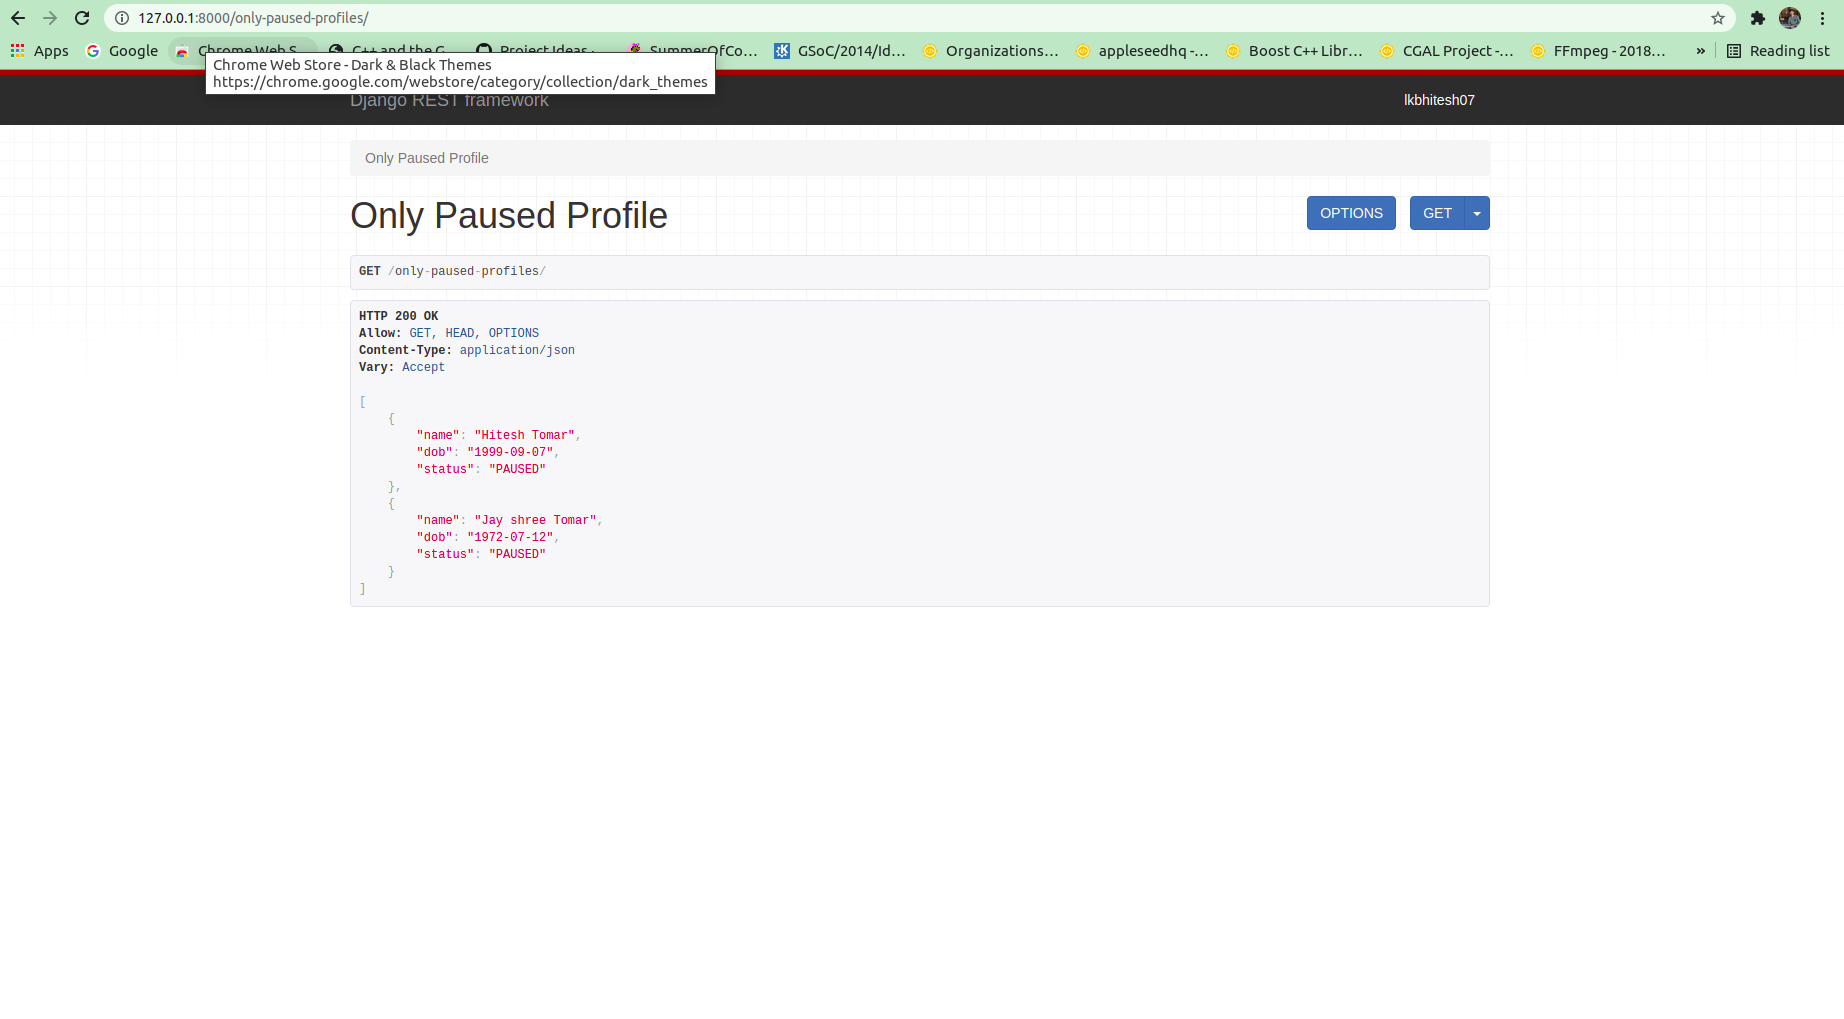 127.0.0.1:8000/only-paused-profiles/
Apps Google Chrome Web S C++ and the G Project Ideas · SummerOfCo… GSoC/2014/Id… Organizations… appleseedhq -… Boost C++ Libr… CGAL Project -… FFmpeg - 2018… » Reading list
Chrome Web Store - Dark & Black Themes
https://chrome.google.com/webstore/category/collection/dark_themes
Django REST framework lkbhitesh07
Only Paused Profile
Only Paused Profile OPTIONS GET
GET /only-paused-profiles/
HTTP 200 OK
Allow: GET, HEAD, OPTIONS
Content-Type: application/json
Vary: Accept
[
    {
        "name": "Hitesh Tomar",
        "dob": "1999-09-07",
        "status": "PAUSED"
    },
    {
        "name": "Jay shree Tomar",
        "dob": "1972-07-12",
        "status": "PAUSED"
    }
]